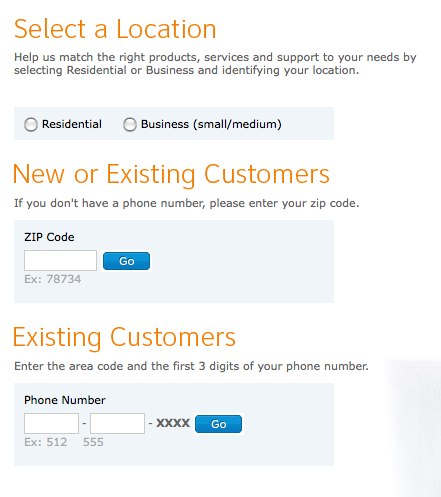 Select a Location
Help us match the right products, services and support to your needs by
selecting Residential or Business and identifying your location.
Residential Business (small/medium)
New or Existing Customers
If you don't have a phone number, please enter your zip code.
ZIP Code
Go
Ex: 78734
Existing Customers
Enter the area code and the first 3 digits of your phone number.
Phone Number
- - XXXX Go
Ex: 512 555